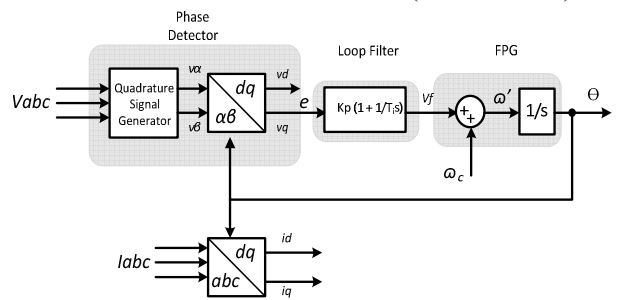 Phase
Detector
Loop Filter
FPG
Vabc
Quadrature
Signal
Generator
vα
vβ
dq
αβ
vd
e
vq
Kp (1 + 1/Tis)
Vf
+
+
ϖ′
ϖc
1/s
Θ
Iabc
dq
abc
id
iq